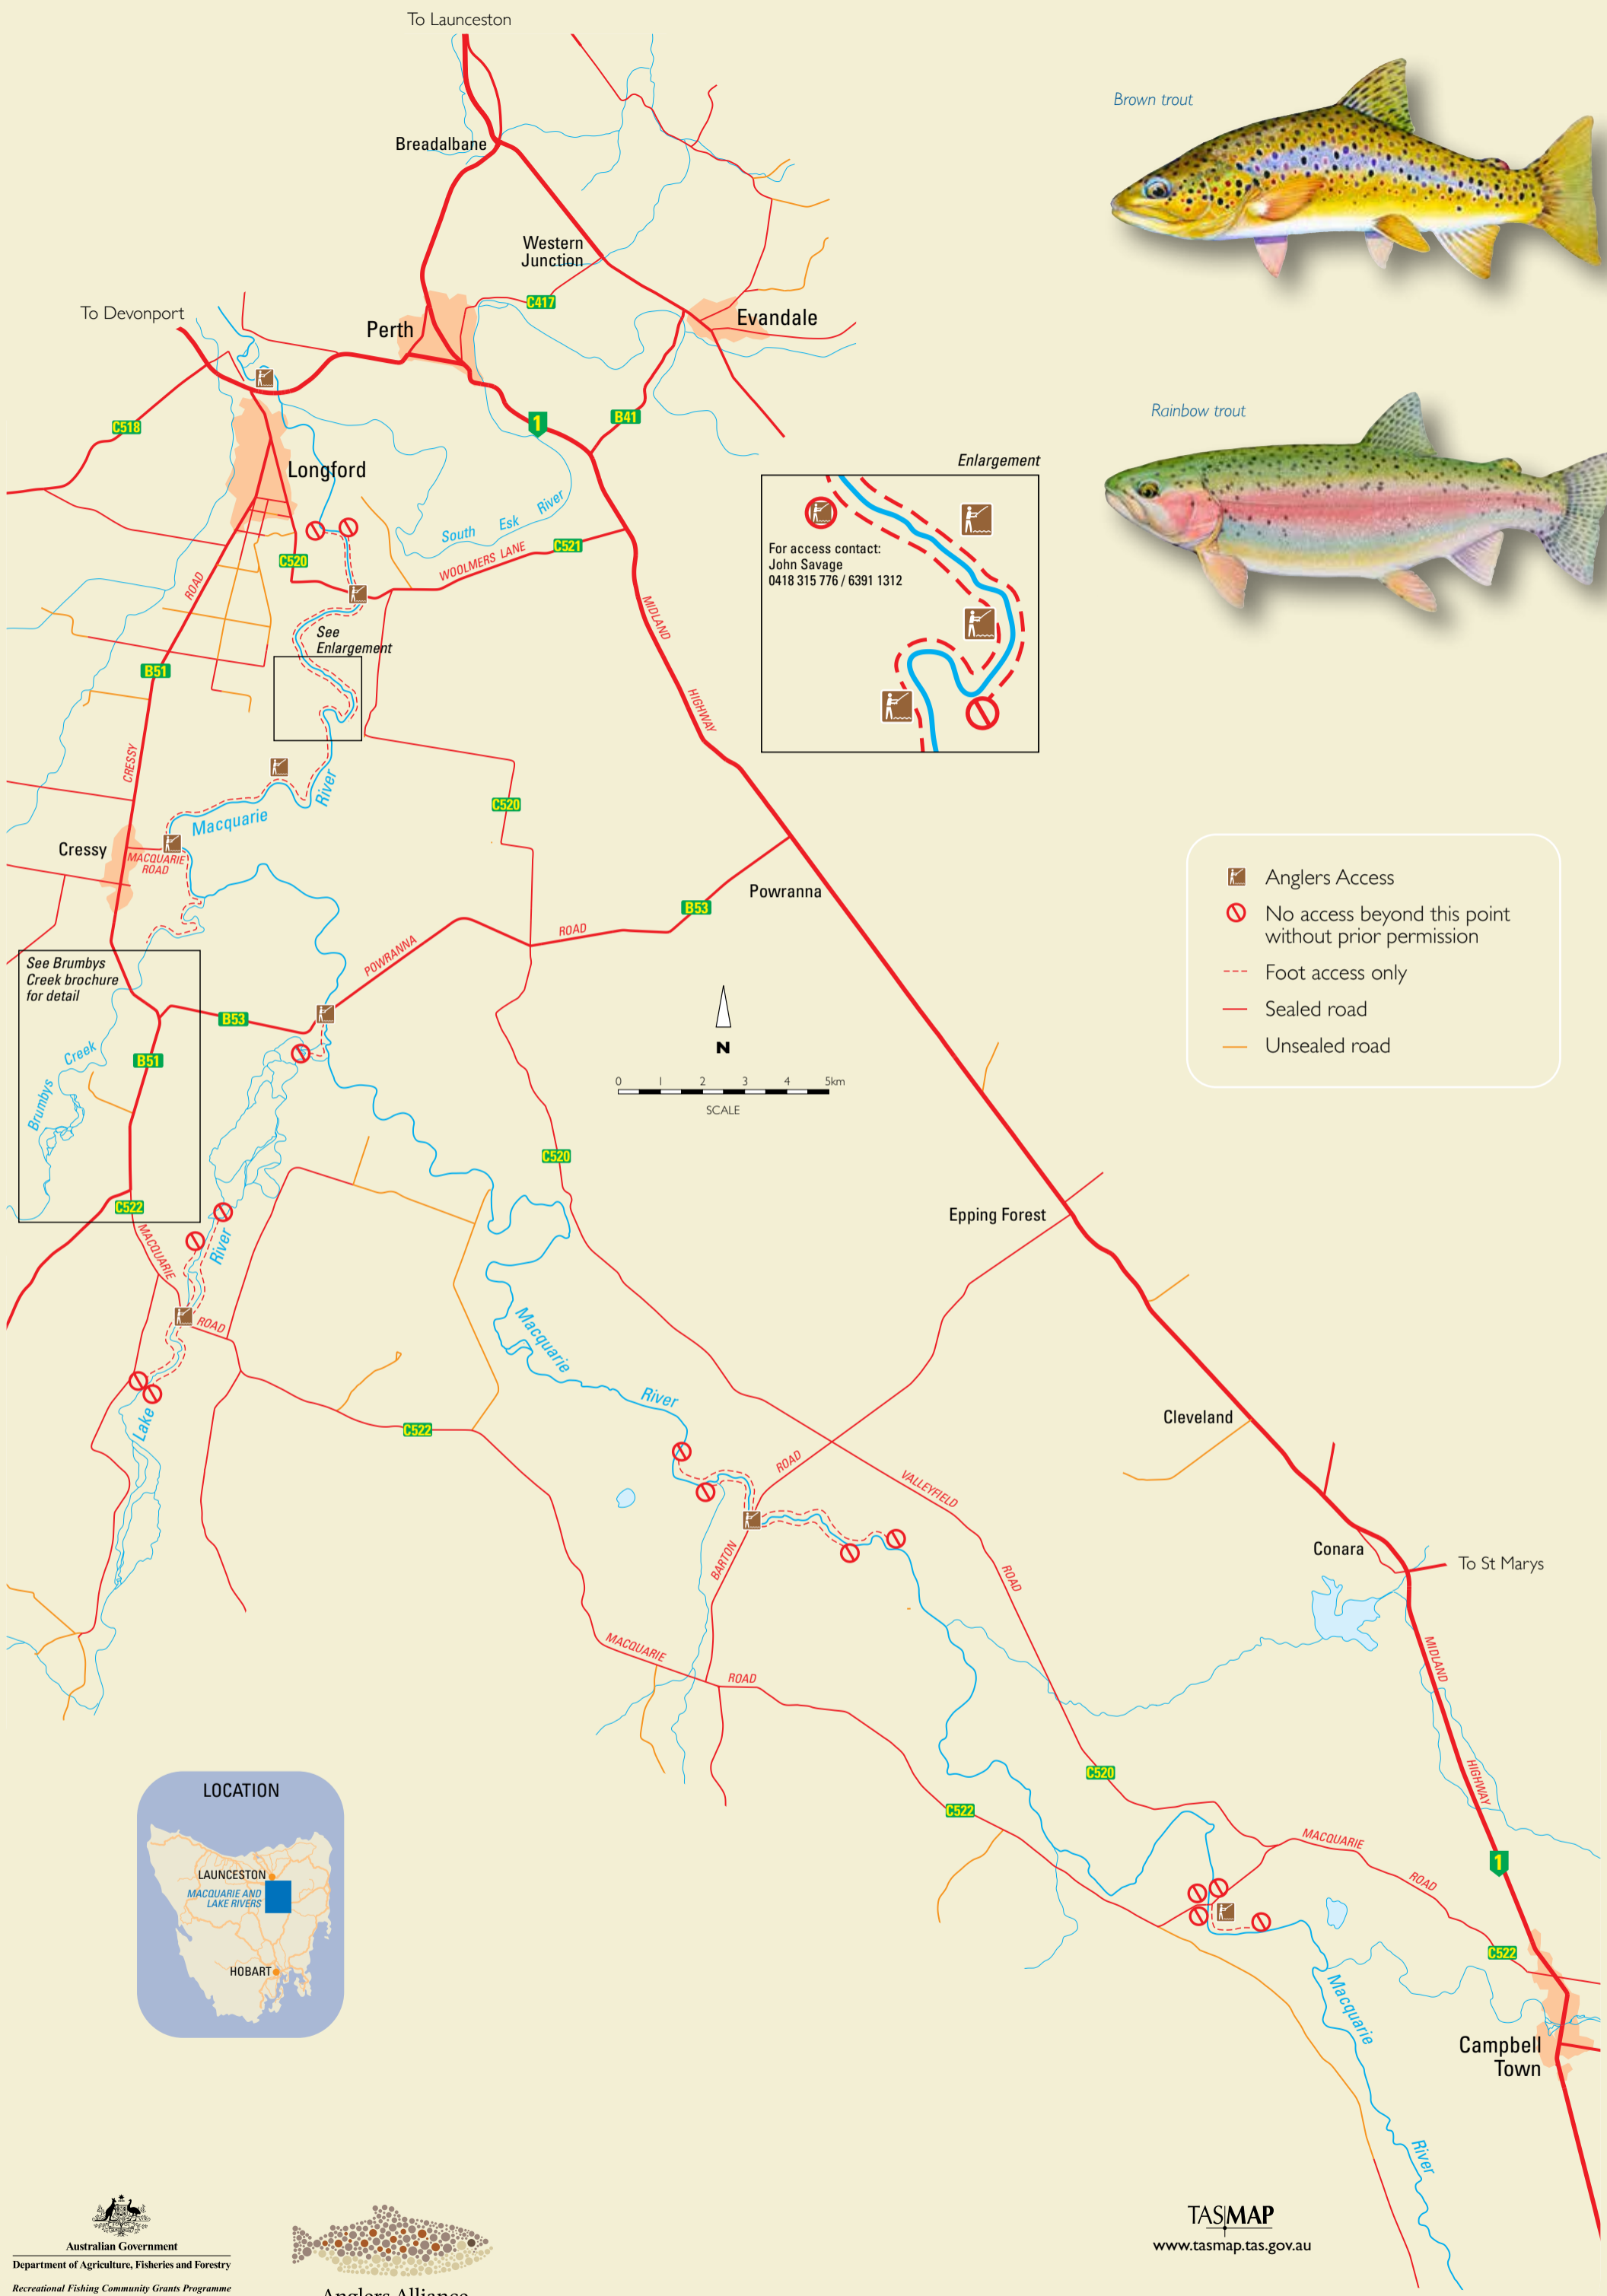 To Launceston
Brown trout
Breadalbane
Western
Junction
C417
To Devonport
Perth
Evandale
Rainbow trout
C518
1
B41
Longford
Enlargement
South Esk River
C520
WOOLMERS LANE
C521
For access contact:
John Savage
0418 315 776 / 6391 1312
ROAD
MIDLAND
See
Enlargement
B51
HIGHWAY
CRESSY
River
C520
Macquarie
Cressy
MACQUARIE
ROAD
Powranna
B53
Anglers Access
No access beyond this point
without prior permission
Foot access only
Sealed road
Unsealed road
ROAD
POWRANNA
See Brumbys
Creek brochure
for detail
B53
N
Creek
B51
Brumbys
0 1 2 3 4 5km
SCALE
C520
C522
Epping Forest
MACQUARIE
River
ROAD
Macquarie
River
Lake
C522
Cleveland
ROAD
VALLEYFIELD
Conara
To St Marys
BARTON
ROAD
MACQUARIE
ROAD
MIDLAND
C520
HIGHWAY
C522
LOCATION
LAUNCESTON
MACQUARIE AND
LAKE RIVERS
HOBART
MACQUARIE
ROAD
1
C522
Macquarie
Campbell
Town
River
Australian Government
Department of Agriculture, Fisheries and Forestry
Recreational Fishing Community Grants Programme
Anglers Alliance
TASMAP
www.tasmap.tas.gov.au